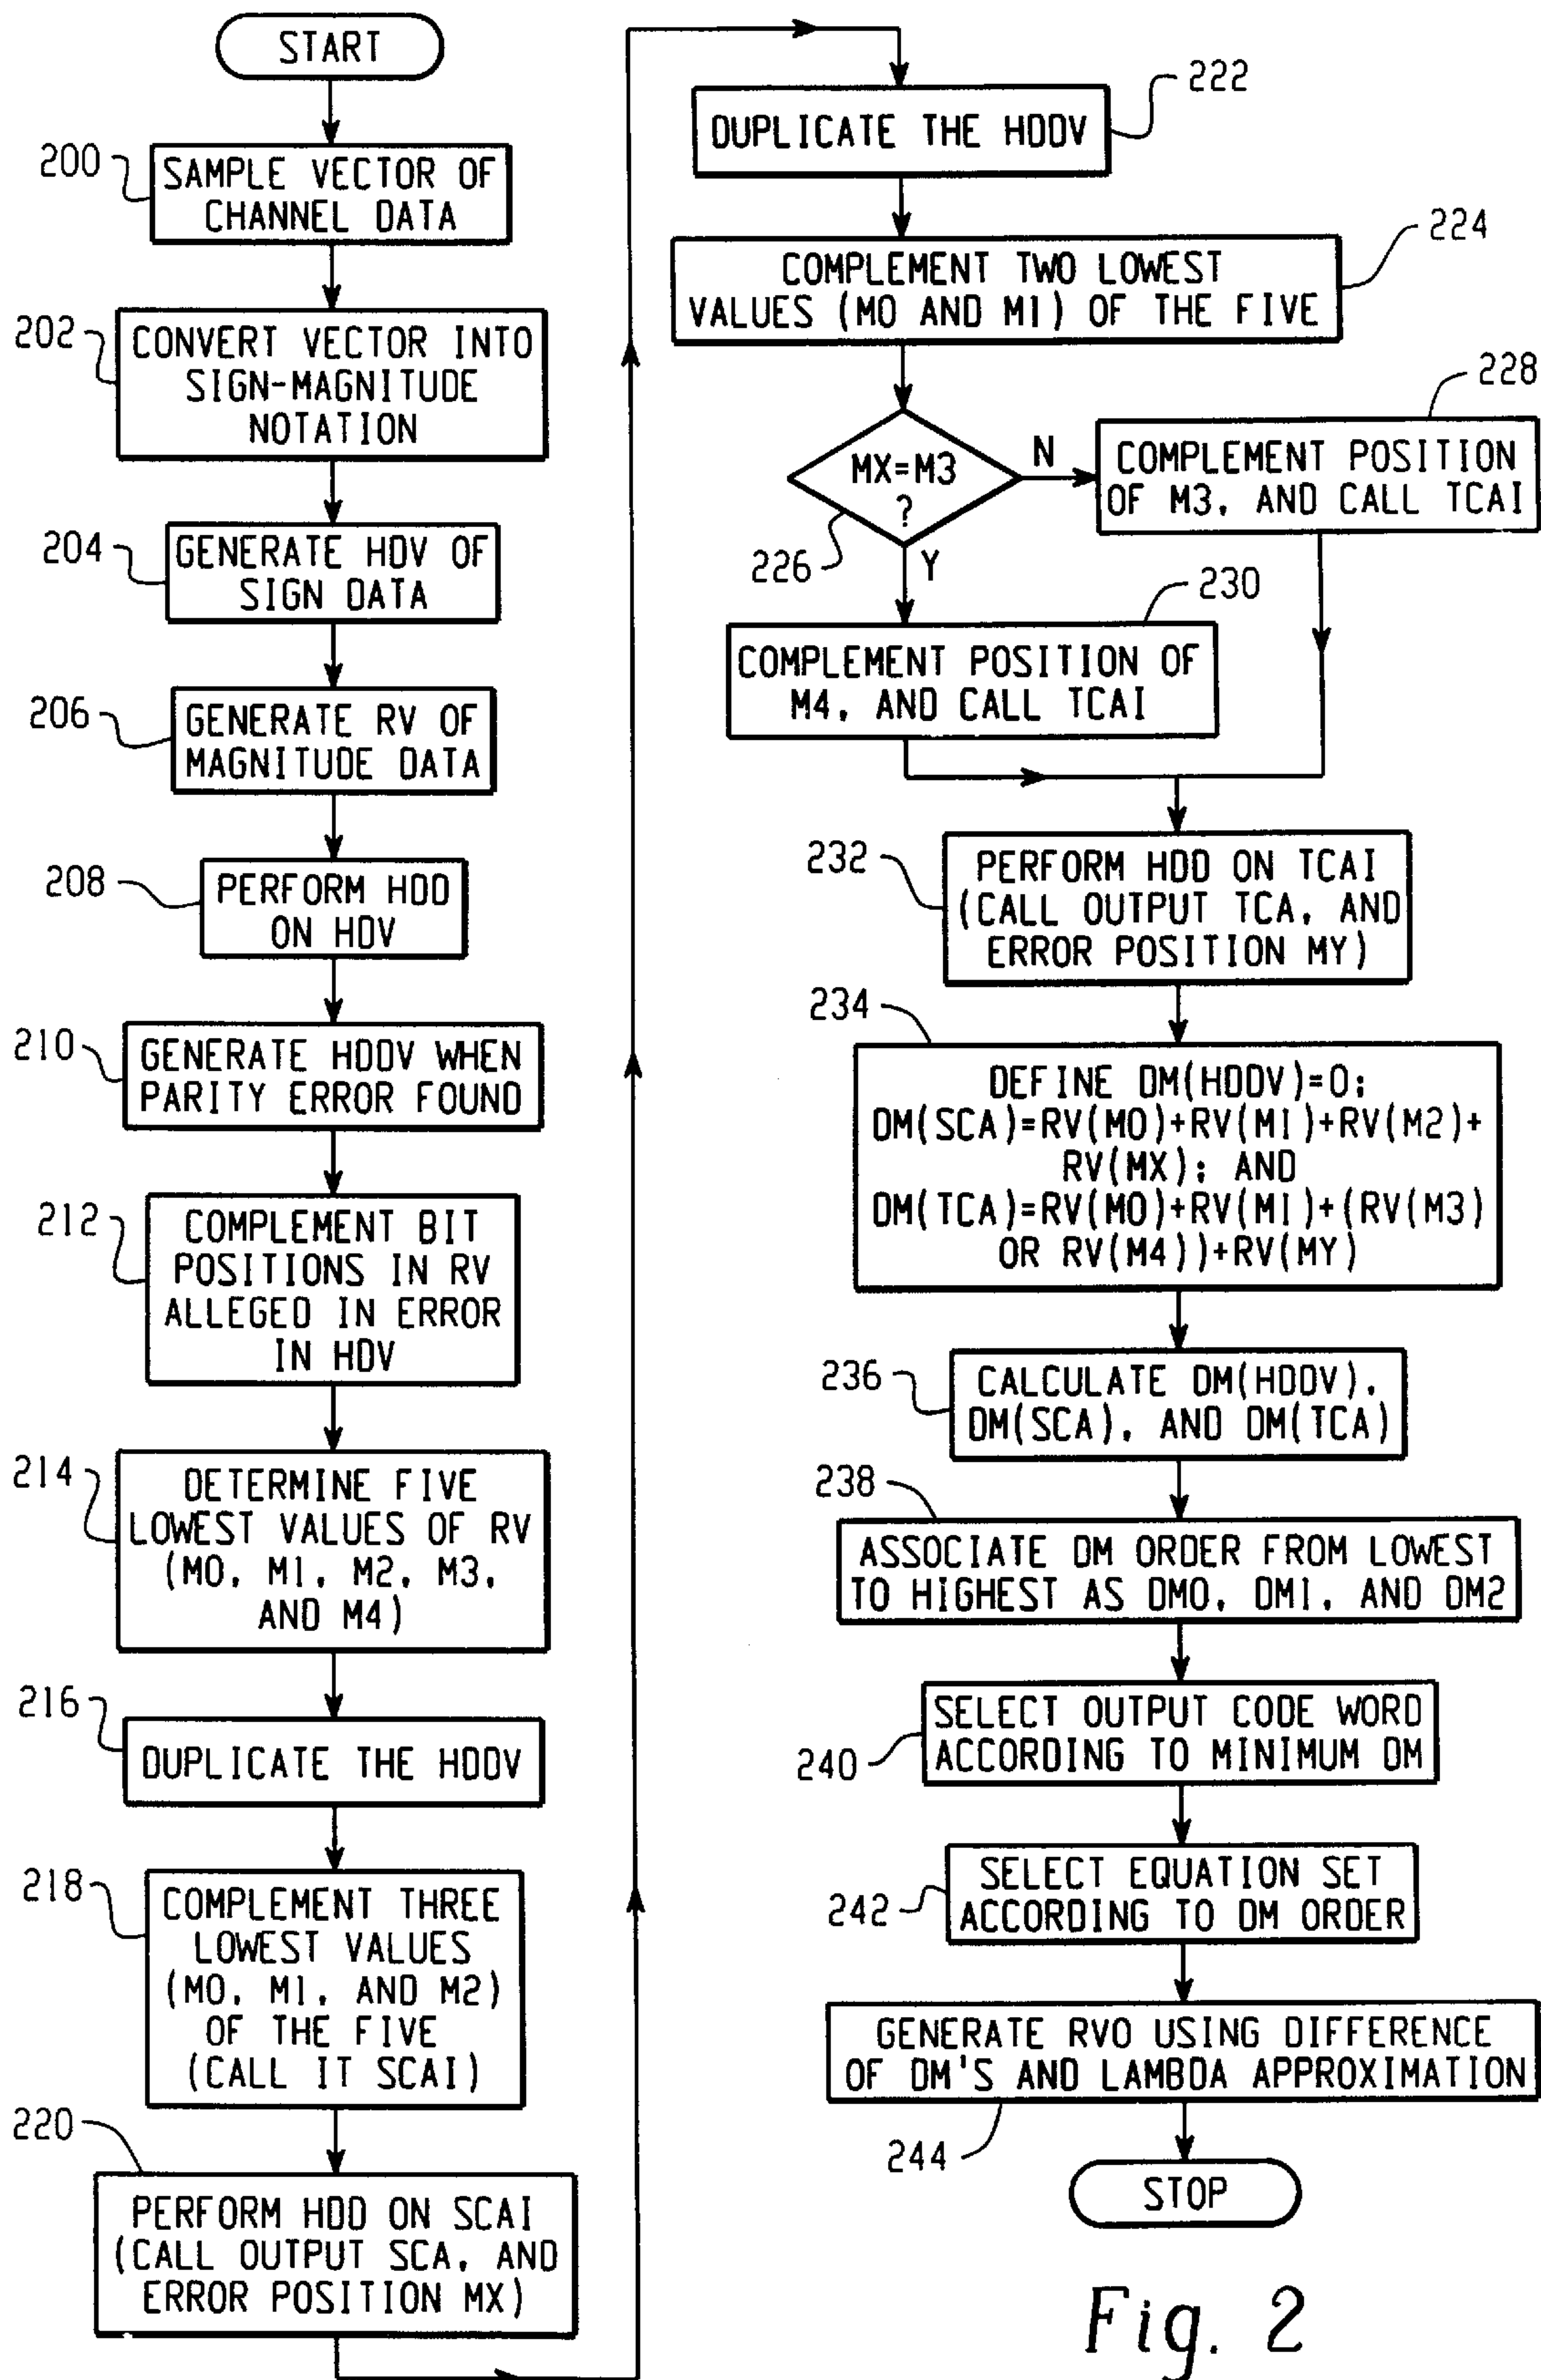 START
200
SAMPLE VECTOR OF
CHANNEL DATA
202
CONVERT VECTOR INTO
SIGN-MAGNITUDE
NOTATION
204
GENERATE HDV OF
SIGN DATA
206
GENERATE RV OF
MAGNITUDE DATA
208
PERFORM HDD
ON HDV
210
GENERATE HDDV WHEN
PARITY ERROR FOUND
212
COMPLEMENT BIT
POSITIONS IN RV
ALLEGED IN ERROR
IN HDV
214
DETERMINE FIVE
LOWEST VALUES OF RV
(M0, M1, M2, M3,
AND M4)
216
DUPLICATE THE HDDV
218
COMPLEMENT THREE
LOWEST VALUES
(M0, M1, AND M2)
OF THE FIVE
(CALL IT SCAI)
220
PERFORM HDD ON SCAI
(CALL OUTPUT SCA, AND
ERROR POSITION MX)
222
DUPLICATE THE HDDV
224
COMPLEMENT TWO LOWEST
VALUES (M0 AND M1) OF THE FIVE
226
MX=M3
?
N
Y
228
COMPLEMENT POSITION
OF M3, AND CALL TCAI
230
COMPLEMENT POSITION OF
M4, AND CALL TCAI
232
PERFORM HDD ON TCAI
(CALL OUTPUT TCA, AND
ERROR POSITION MY)
234
DEFINE DM(HDDV)=0;
DM(SCA)=RV(M0)+RV(M1)+RV(M2)+
RV(MX); AND
DM(TCA)=RV(M0)+RV(M1)+(RV(M3)
OR RV(M4))+RV(MY)
236
CALCULATE DM(HDDV),
DM(SCA), AND DM(TCA)
238
ASSOCIATE DM ORDER FROM LOWEST
TO HIGHEST AS DM0, DM1, AND DM2
240
SELECT OUTPUT CODE WORD
ACCORDING TO MINIMUM DM
242
SELECT EQUATION SET
ACCORDING TO DM ORDER
GENERATE RVO USING DIFFERENCE
OF DM'S AND LAMBDA APPROXIMATION
244
STOP
Fig. 2